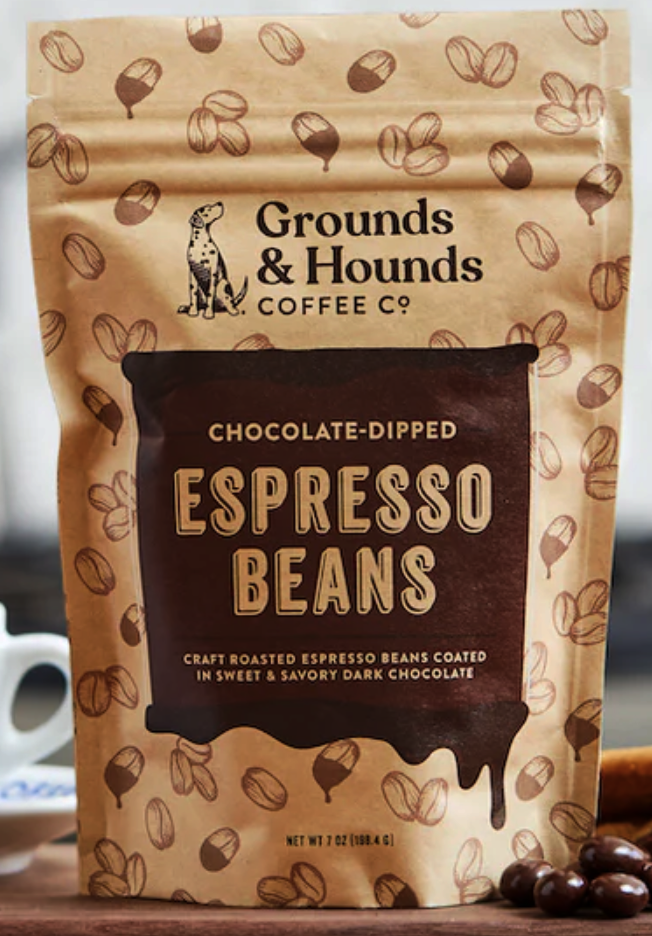 Grounds
& Hounds
COFFEE Cº
CHOCOLATE-DIPPED
ESPRESSO
BEANS
CRAFT ROASTED ESPRESSO BEANS COATED
IN SWEET & SAVORY DARK CHOCOLATE
NET WT 7 OZ (198.4 G)